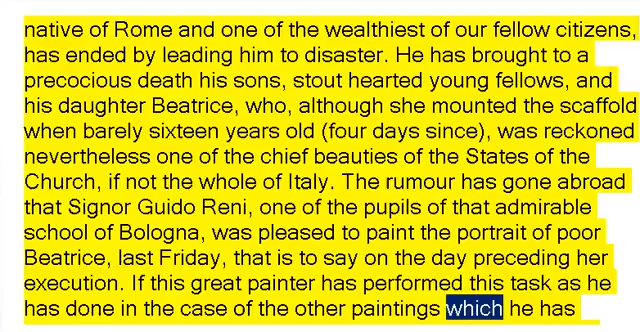 native of Rome and one of the wealthiest of our fellow citizens,
has ended by leading him to disaster. He has brought to a
precocious death his sons, stout hearted young fellows, and
his daughter Beatrice, who, although she mounted the scaffold
when barely sixteen years old (four days since), was reckoned
nevertheless one of the chief beauties of the States of the
Church, if not the whole of Italy. The rumour has gone abroad
that Signor Guido Reni, one of the pupils of that admirable
school of Bologna, was pleased to paint the portrait of poor
Beatrice, last Friday, that is to say on the day preceding her
execution. If this great painter has performed this task as he
has done in the case of the other paintings which he has